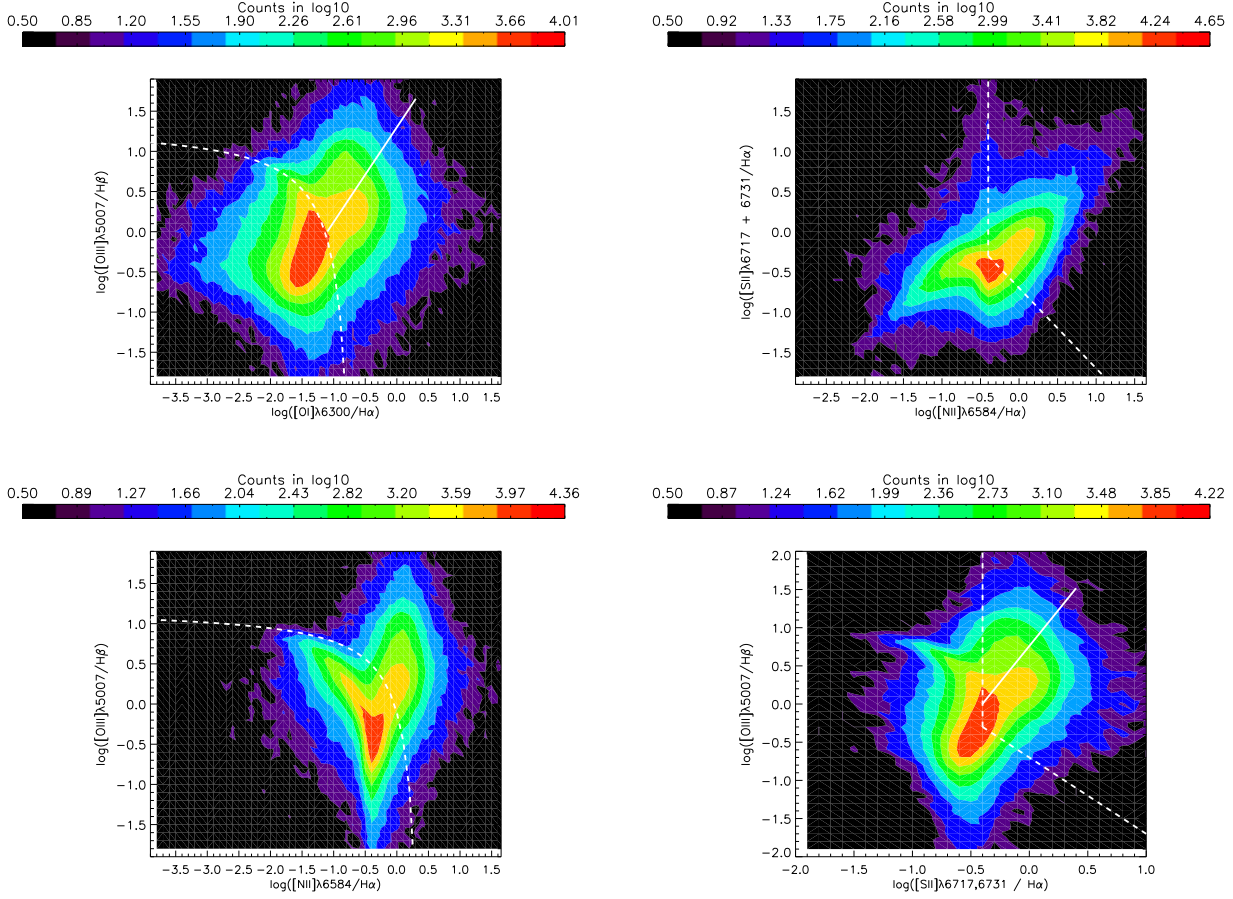 Counts in log10
0.50 0.85 1.20 1.55 1.90 2.26 2.61 2.96 3.31 3.66 4.01
1.5
1.0
0.5
0.0
−0.5
−1.0
−1.5
log([OIII]λ5007/Hβ)
−3.5 −3.0 −2.5 −2.0 −1.5 −1.0 −0.5 0.0 0.5 1.0 1.5
log([OI]λ6300/Hα)
Counts in log10
0.50 0.92 1.33 1.75 2.16 2.58 2.99 3.41 3.82 4.24 4.65
1.5
1.0
0.5
0.0
−0.5
−1.0
−1.5
log([SII]λ6717 + 6731/Hα)
−2.5 −2.0 −1.5 −1.0 −0.5 0.0 0.5 1.0 1.5
log([NII]λ6584/Hα)
Counts in log10
0.50 0.89 1.27 1.66 2.04 2.43 2.82 3.20 3.59 3.97 4.36
1.5
1.0
0.5
0.0
−0.5
−1.0
−1.5
log([OIII]λ5007/Hβ)
−3.5 −3.0 −2.5 −2.0 −1.5 −1.0 −0.5 0.0 0.5 1.0 1.5
log([NII]λ6584/Hα)
Counts in log10
0.50 0.87 1.24 1.62 1.99 2.36 2.73 3.10 3.48 3.85 4.22
2.0
1.5
1.0
0.5
0.0
−0.5
−1.0
−1.5
−2.0
log([OIII]λ5007/Hβ)
−2.0 −1.5 −1.0 −0.5 0.0 0.5 1.0
log([SII]λ6717,6731 / Hα)